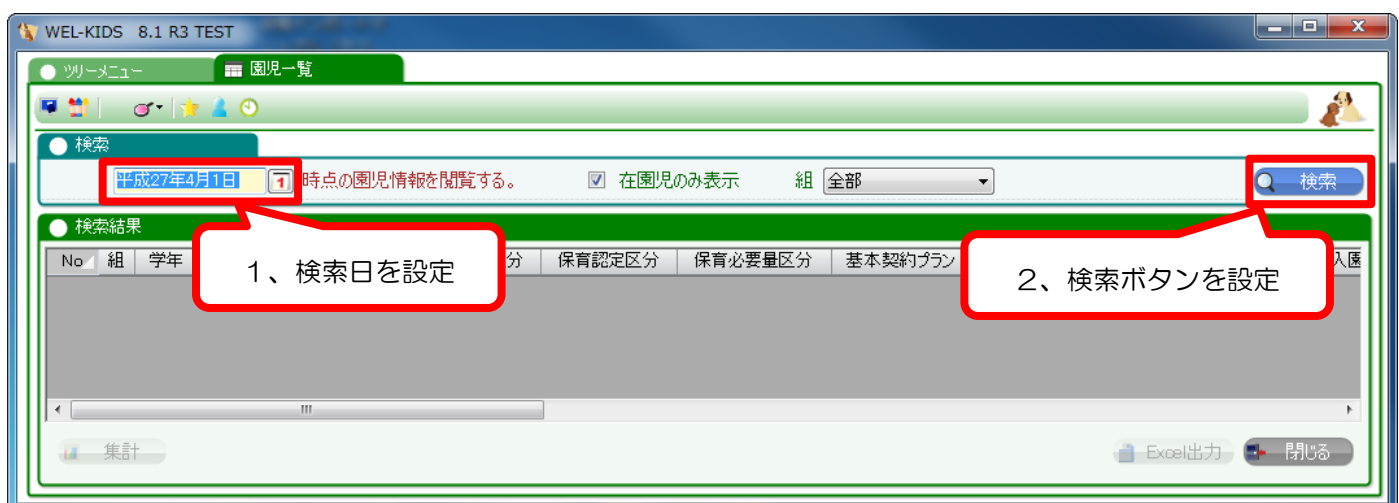 WEL-KIDS 8.1 R3 TEST
ツリーメニュー 園児一覧
検索
平成27年4月1日 1 時点の園児情報を閲覧する。 在園児のみ表示 組 全部 検索
検索結果
No 組 学年 分 保育認定区分 保育必要量区分 基本契約プラン 入園
1、検索日を設定
2、検索ボタンを設定
集計 Excel出力 閉じる